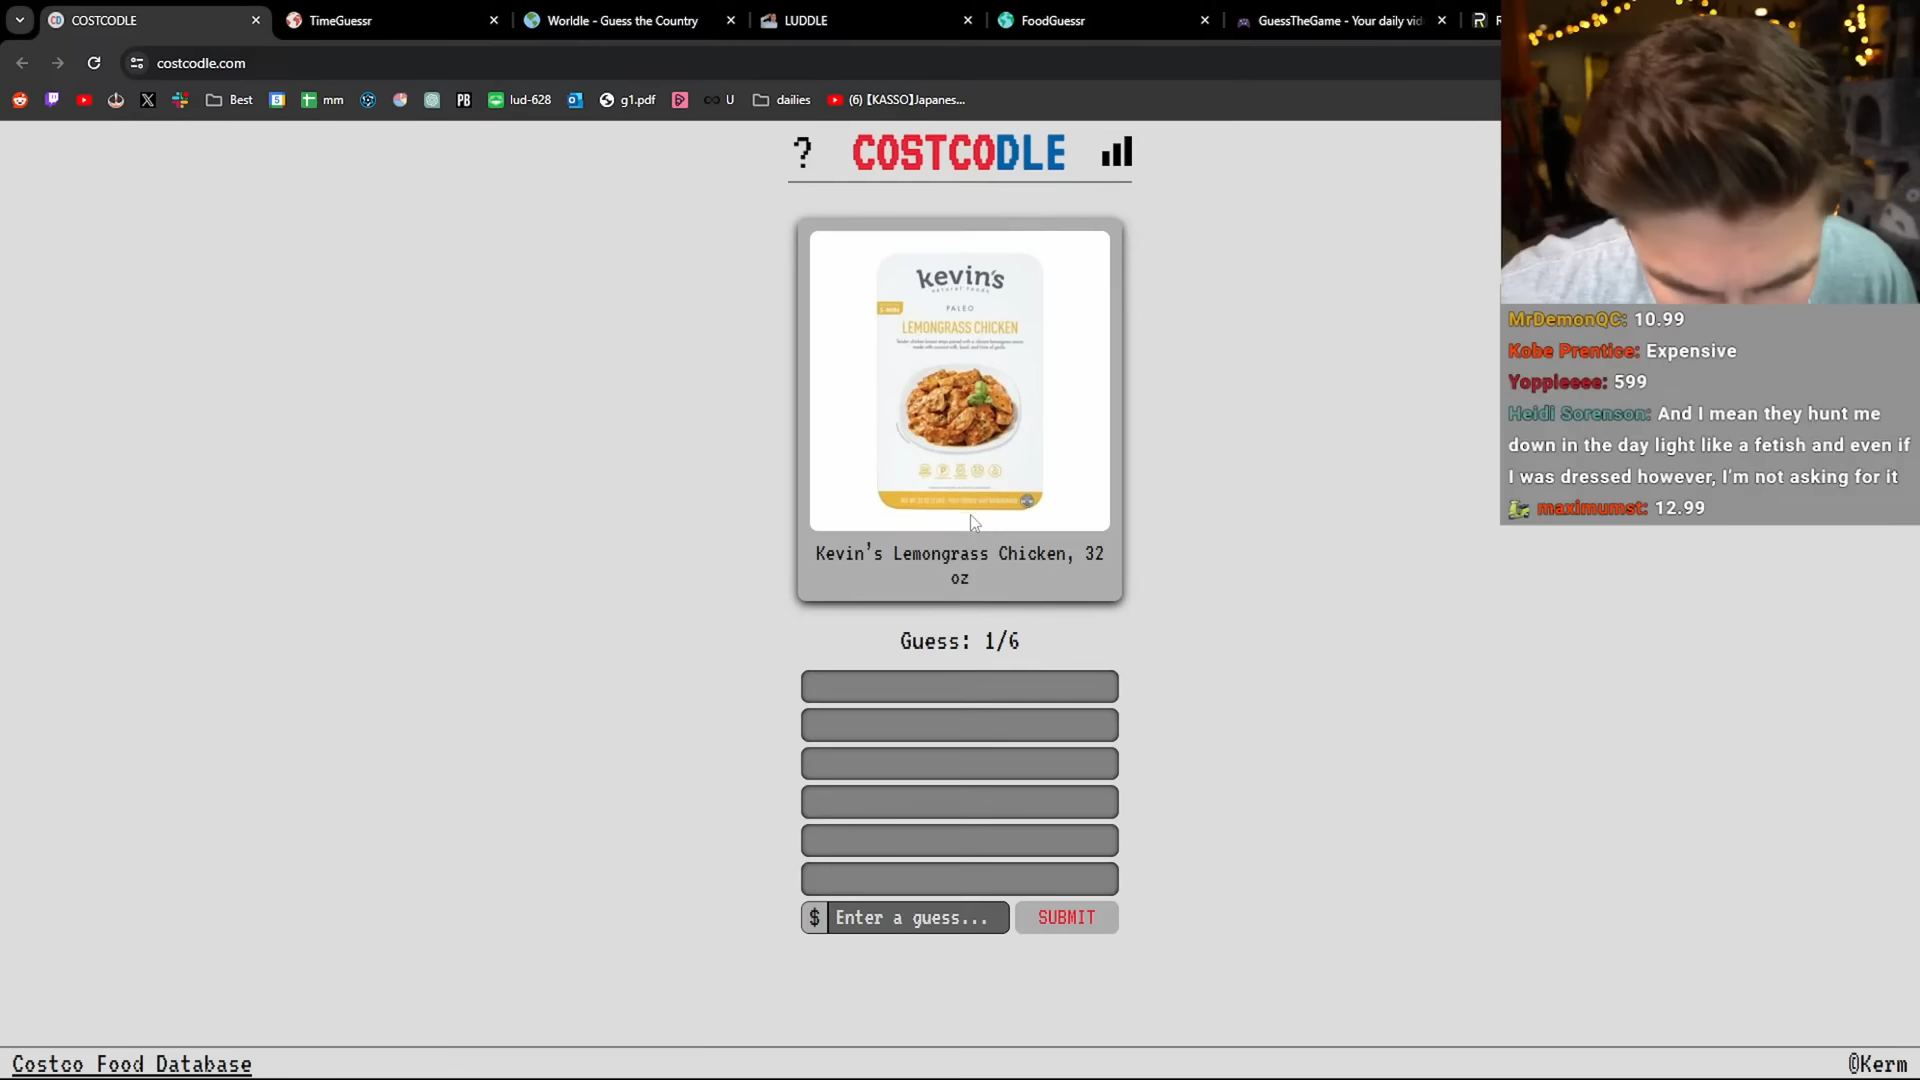 COSTCODLE
TimeGuessr
Worldle - Guess the Country
LUDDLE
FoodGuessr
GuessTheGame - Your daily vid
R
costcodle.com
Best
mm
PB
lud-628
g1.pdf
U
dailies
(6) 【KASSO】Japanes...
? COSTCODLE
kevin's
natural foods
PALEO
LEMONGRASS CHICKEN
Kevin's Lemongrass Chicken, 32
oz
Guess: 1/6
$ Enter a guess... SUBMIT
MrDemonQC: 10.99
Kobe Prentice: Expensive
Yoppieeee: 599
Heidi Sorenson: And I mean they hunt me
down in the day light like a fetish and even if
I was dressed however, I'm not asking for it
maximumst: 12.99
Costco Food Database
@Kerm